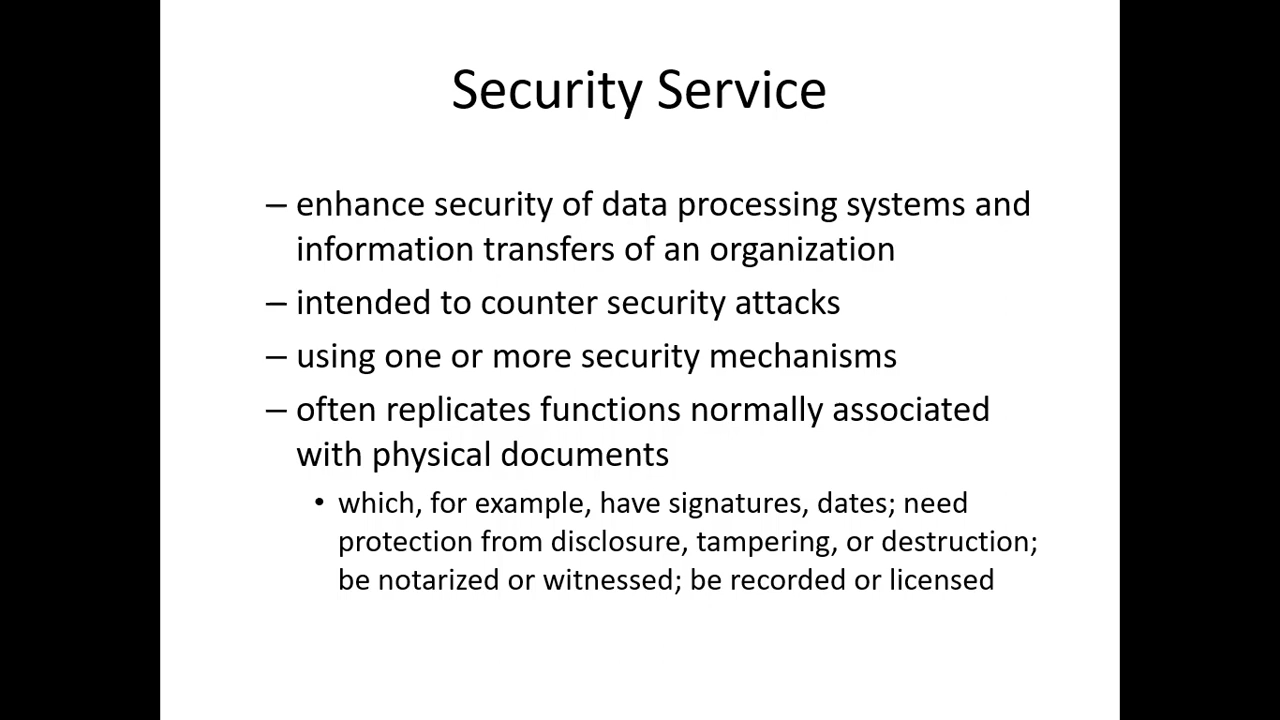 Security Service
– enhance security of data processing systems and
information transfers of an organization
– intended to counter security attacks
– using one or more security mechanisms
– often replicates functions normally associated
with physical documents
• which, for example, have signatures, dates; need
protection from disclosure, tampering, or destruction;
be notarized or witnessed; be recorded or licensed